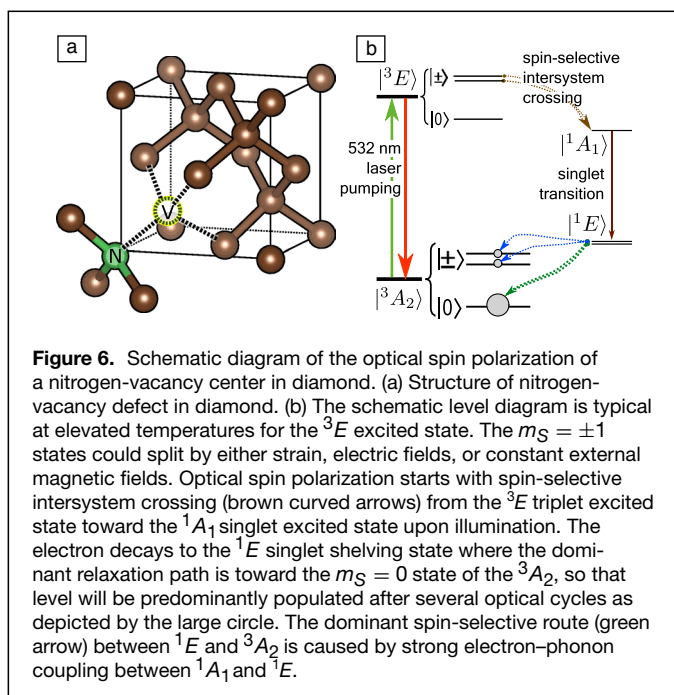 a
V
N
b
|³E⟩
|±⟩
|0⟩
532 nm
laser
pumping
|³A₂⟩
|±⟩
|0⟩
spin-selective
intersystem
crossing
|¹A₁⟩
singlet
transition
|¹E⟩
Figure 6. Schematic diagram of the optical spin polarization of
a nitrogen-vacancy center in diamond. (a) Structure of nitrogen-
vacancy defect in diamond. (b) The schematic level diagram is typical
at elevated temperatures for the ³E excited state. The mS = ±1
states could split by either strain, electric fields, or constant external
magnetic fields. Optical spin polarization starts with spin-selective
intersystem crossing (brown curved arrows) from the ³E triplet excited
state toward the ¹A₁ singlet excited state upon illumination. The
electron decays to the ¹E singlet shelving state where the domi-
nant relaxation path is toward the mS = 0 state of the ³A₂, so that
level will be predominantly populated after several optical cycles as
depicted by the large circle. The dominant spin-selective route (green
arrow) between ¹E and ³A₂ is caused by strong electron–phonon
coupling between ¹A₁ and ¹E.